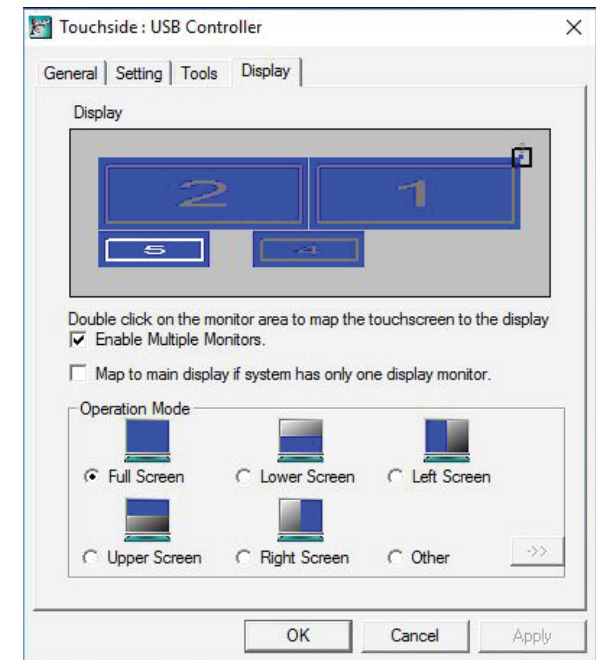 Touchside : USB Controller
General Setting Tools Display
Display
2 1
5 4
Double click on the monitor area to map the touchscreen to the display
Enable Multiple Monitors.
Map to main display if system has only one display monitor.
Operation Mode
Full Screen Lower Screen Left Screen
Upper Screen Right Screen Other ->>
OK Cancel Apply